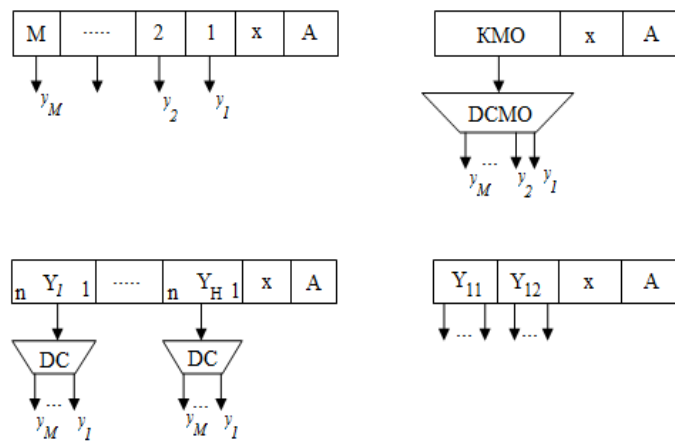 M ..... 2 1 x A
y_M y_2 y_1
KMO x A
DCMO
... 
y_M y_2 y_1
n Y_I 1 ..... n Y_H 1 x A
DC DC
... ...
y_M y_1 y_M y_1
Y_11 Y_12 x A
... ...